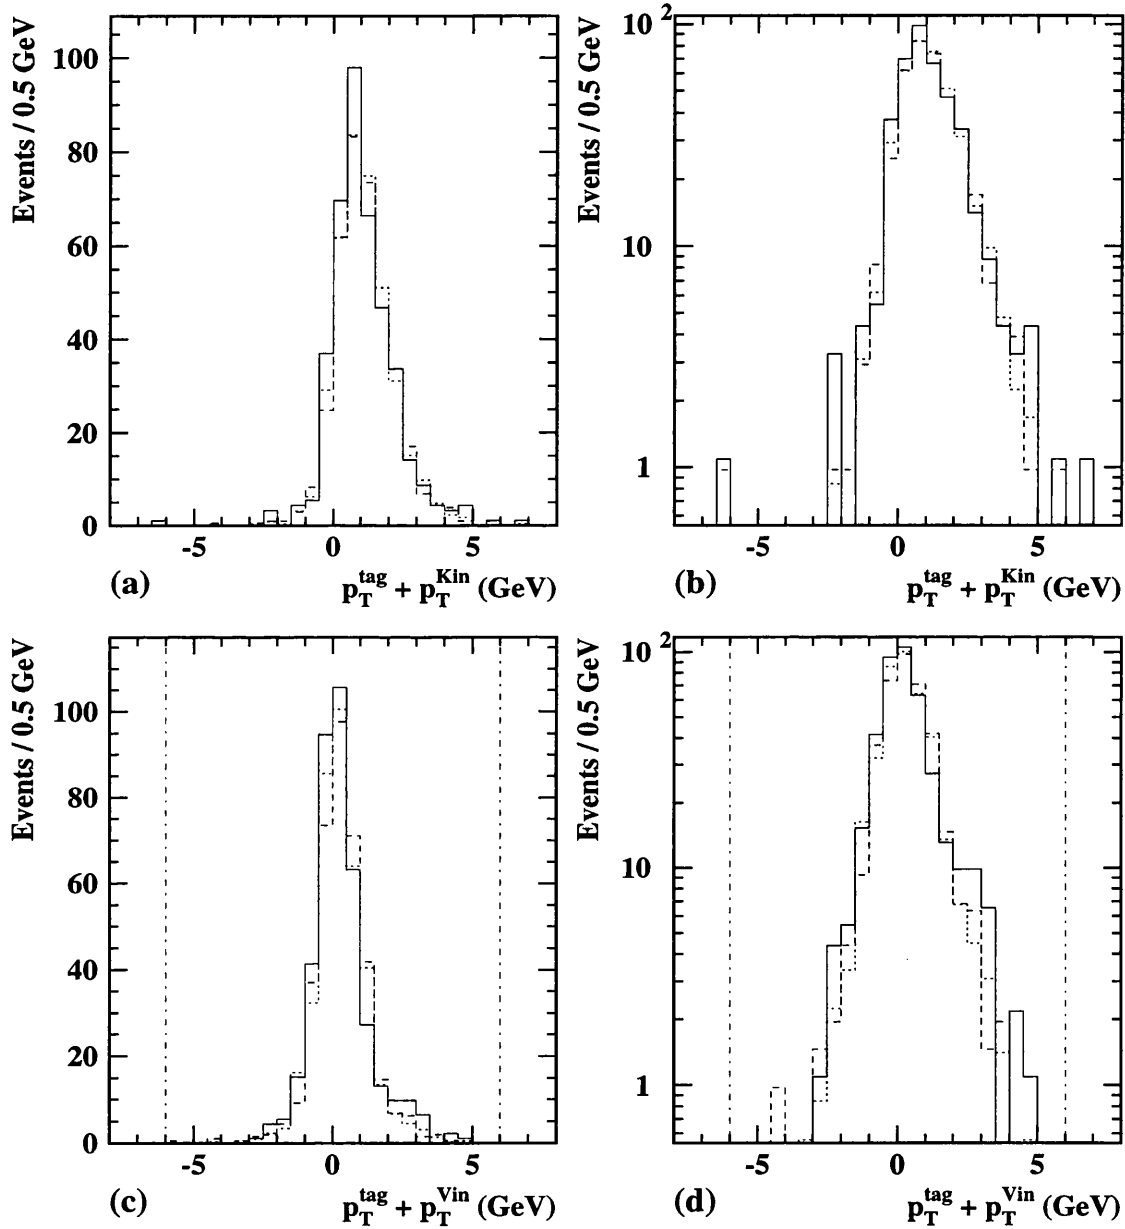 Events / 0.5 GeV
100
80
60
40
20
0
-5 0 5
(a) p_T^tag + p_T^Kin (GeV)
Events / 0.5 GeV
10^2
10
1
-5 0 5
(b) p_T^tag + p_T^Kin (GeV)
Events / 0.5 GeV
100
80
60
40
20
0
-5 0 5
(c) p_T^tag + p_T^Vin (GeV)
Events / 0.5 GeV
10^2
10
1
-5 0 5
(d) p_T^tag + p_T^Vin (GeV)